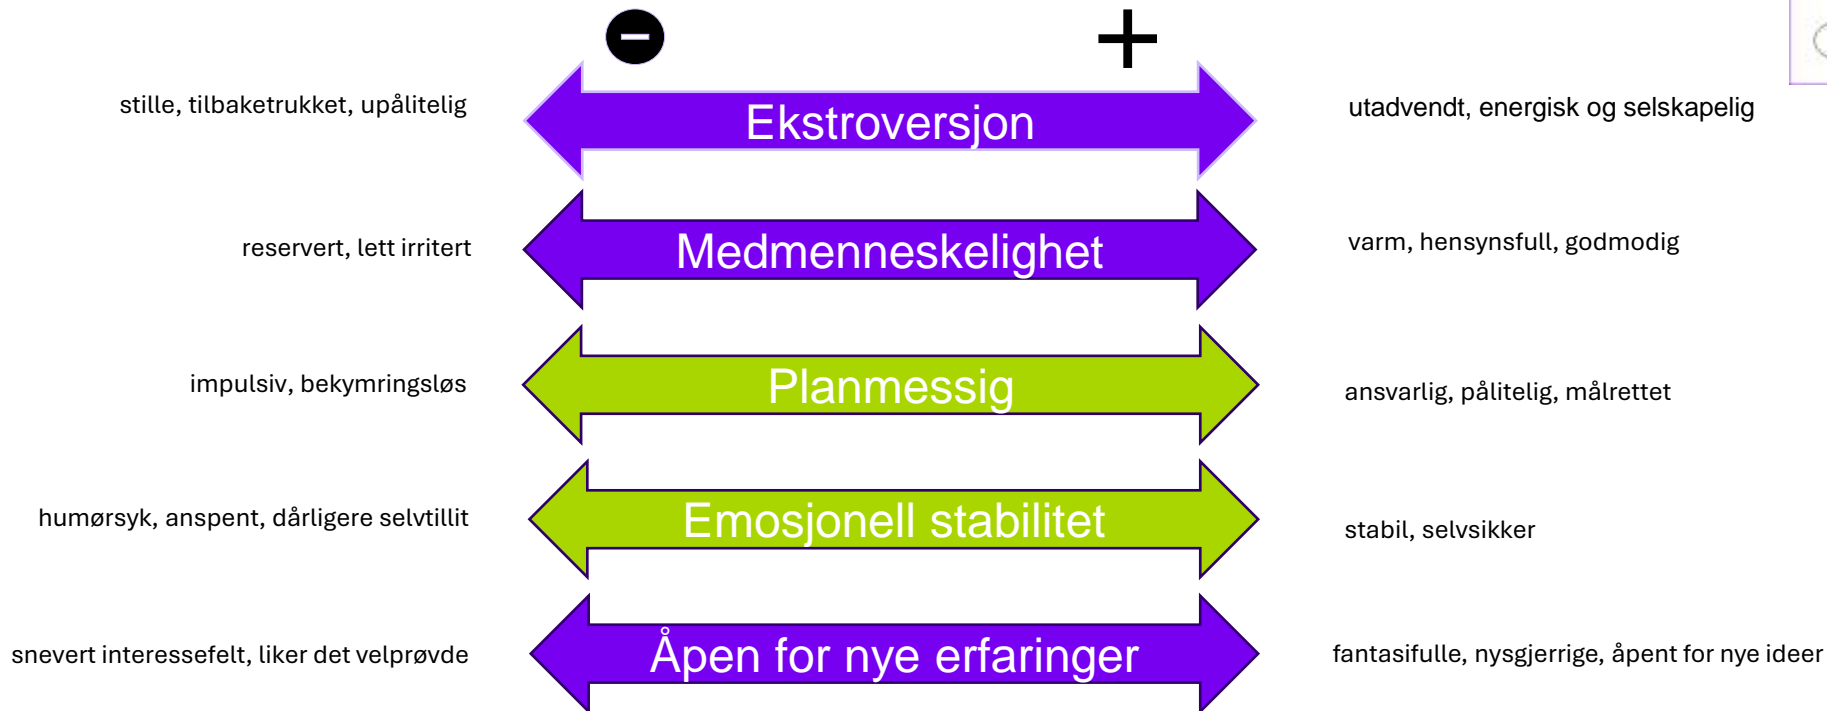 stille, tilbaketrukket, upålitelig
Ekstroversjon
utadvendt, energisk og selskapelig
reservert, lett irritert
Medmenneskelighet
varm, hensynsfull, godmodig
impulsiv, bekymringsløs
Planmessig
ansvarlig, pålitelig, målrettet
humørsyk, anspent, dårligere selvtillit
Emosjonell stabilitet
stabil, selvsikker
snevert interessefelt, liker det velprøvde
Åpen for nye erfaringer
fantasifulle, nysgjerrige, åpent for nye ideer